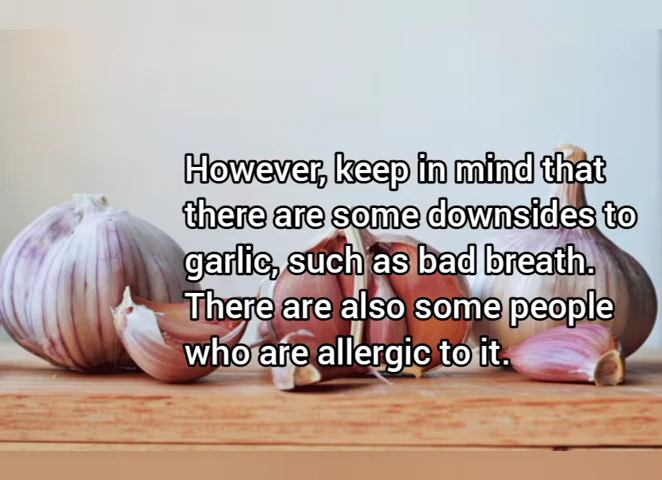 However, keep in mind that
there are some downsides to
garlic, such as bad breath.
There are also some people
who are allergic to it.